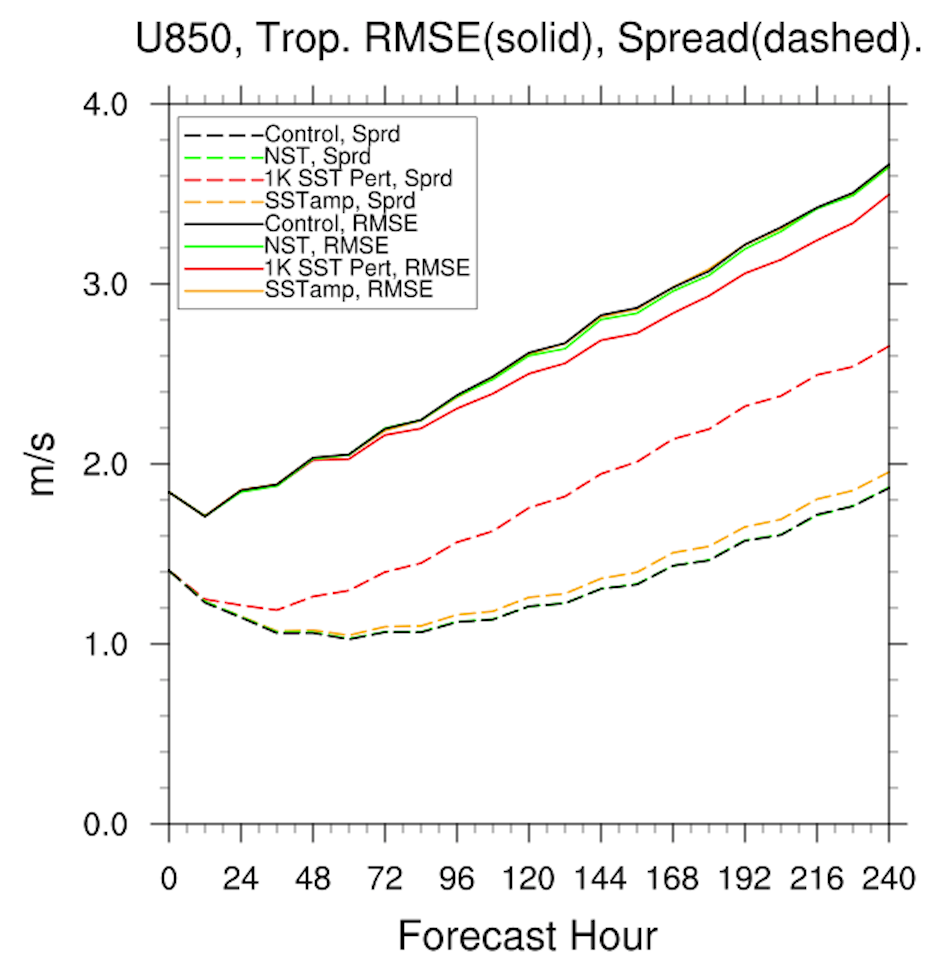 U850, Trop. RMSE(solid), Spread(dashed).
4.0
Control, Sprd
NST, Sprd
1K SST Pert, Sprd
SSTamp, Sprd
Control, RMSE
NST, RMSE
1K SST Pert, RMSE
SSTamp, RMSE
3.0
m/s
2.0
1.0
0.0
0 24 48 72 96 120 144 168 192 216 240
Forecast Hour